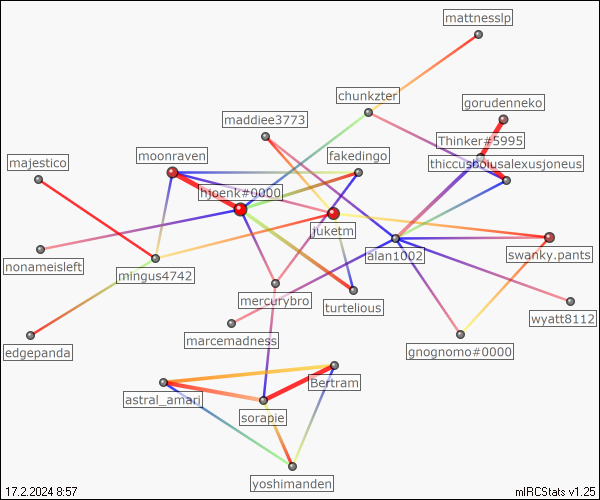 mattnesslp
chunkzter
gorudenneko
maddiee3773
Thinker#5995
moonraven
fakedingo
majestico
thiccusboiusalexusjoneus
hjoenk#0000
juketm
alan1002
swanky.pants
nonameisleft
mingus4742
mercurybro
turtelious
wyatt8112
marcemadness
edgepanda
gnognomo#0000
Bertram
astral_amari
sorapie
yoshimanden
17.2.2024 8:57
mIRCStats v1.25